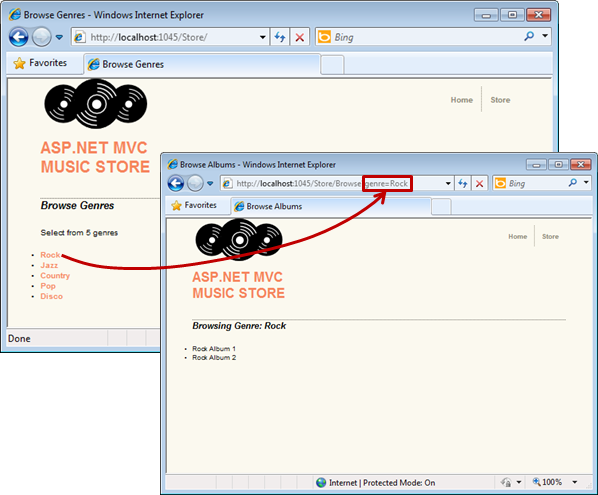 Browse Genres - Windows Internet Explorer
http://localhost:1045/Store/
Bing
Favorites
Browse Genres
Home
Store
ASP.NET MVC
MUSIC STORE
Browse Genres
Select from 5 genres
Rock
Jazz
Country
Pop
Disco
Done
Browse Albums - Windows Internet Explorer
http://localhost:1045/Store/Browse genre=Rock
Bing
Favorites
Browse Albums
Home
Store
ASP.NET MVC
MUSIC STORE
Browsing Genre: Rock
Rock Album 1
Rock Album 2
Internet | Protected Mode: On
100%